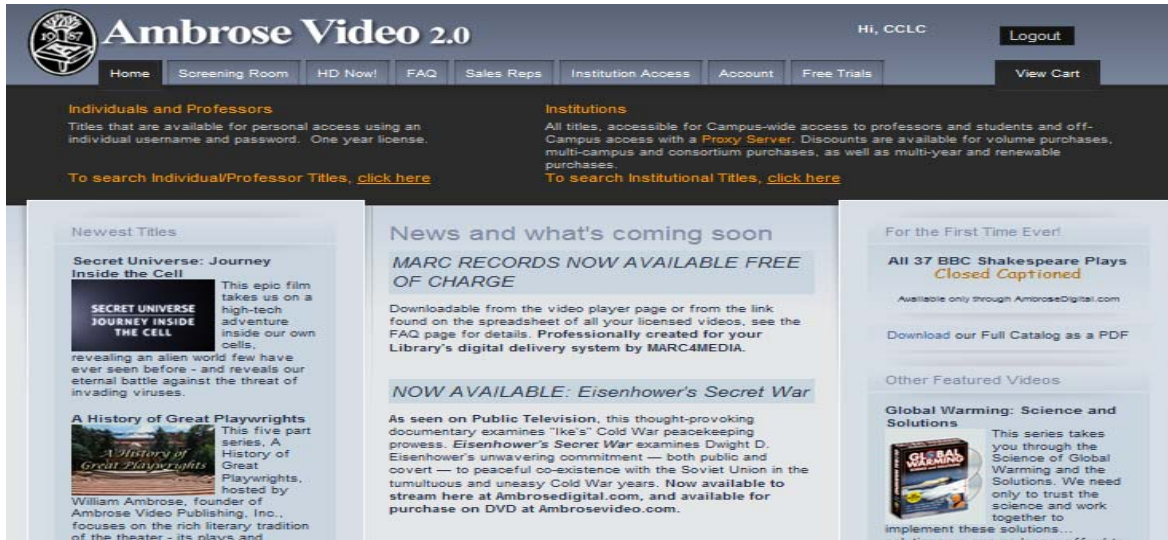 Ambrose Video 2.0
1987
Hi, CCLC
Logout
Home
Screening Room
HD Now!
FAQ
Sales Reps
Institution Access
Account
Free Trials
View Cart
Individuals and Professors
Titles that are available for personal access using an
individual username and password. One year license.
To search Individual/Professor Titles, click here
Institutions
All titles, accessible for Campus-wide access to professors and students and off-
Campus access with a Proxy Server. Discounts are available for volume purchases,
multi-campus and consortium purchases, as well as multi-year and renewable
purchases.
To search Institutional Titles, click here
Newest Titles
Secret Universe: Journey
Inside the Cell
SECRET UNIVERSE
JOURNEY INSIDE
THE CELL
This epic film
takes us on a
high-tech
adventure
inside our own
cells,
revealing an alien world few have
ever seen before - and reveals our
eternal battle against the threat of
invading viruses.
A History of Great Playwrights
A History of
Great Playwrights
This five part
series, A
History of
Great
Playwrights,
hosted by
William Ambrose, founder of
Ambrose Video Publishing, Inc.,
focuses on the rich literary tradition
of the theater - its plays and
News and what's coming soon
MARC RECORDS NOW AVAILABLE FREE
OF CHARGE
Downloadable from the video player page or from the link
found on the spreadsheet of all your licensed videos, see the
FAQ page for details. Professionally created for your
Library's digital delivery system by MARC4MEDIA.
NOW AVAILABLE: Eisenhower's Secret War
As seen on Public Television, this thought-provoking
documentary examines "Ike's" Cold War peacekeeping
prowess. Eisenhower's Secret War examines Dwight D.
Eisenhower's unwavering commitment — both public and
covert — to peaceful co-existence with the Soviet Union in the
tumultuous and uneasy Cold War years. Now available to
stream here at Ambrosedigital.com, and available for
purchase on DVD at Ambrosevideo.com.
For the First Time Ever!
All 37 BBC Shakespeare Plays
Closed Captioned
Available only through AmbroseDigital.com
Download our Full Catalog as a PDF
Other Featured Videos
Global Warming: Science and
Solutions
GLOBAL
WARMING
This series takes
you through the
Science of Global
Warming and the
Solutions. We need
only to trust the
science and work
together to
implement these solutions...